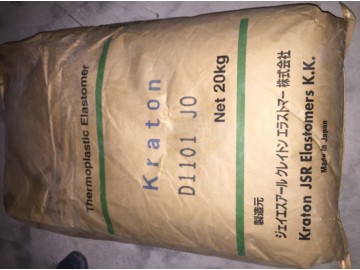 Thermoplastic Elastomer
Kraton
D1101 JO
Net 20kg
製造元
ジェイエスアール クレイトン エラストマー 株式会社
Kraton JSR Elastomers K.K.
Made in Japan